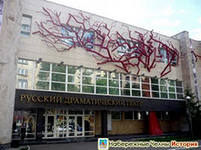 РУССКИЙ ДРАМАТИЧЕСКИЙ ТЕАТР
Набережные Челны
История